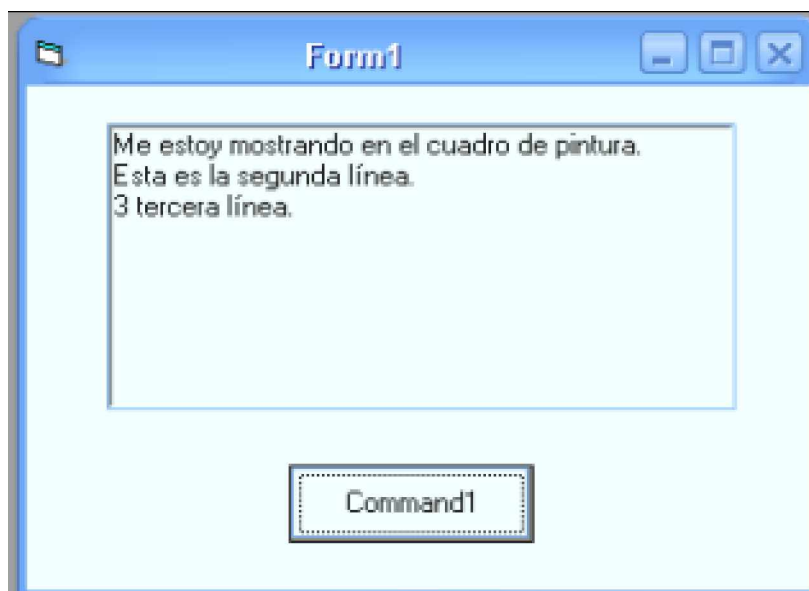 Form1
Me estoy mostrando en el cuadro de pintura.
Esta es la segunda línea.
3 tercera línea.
Command1